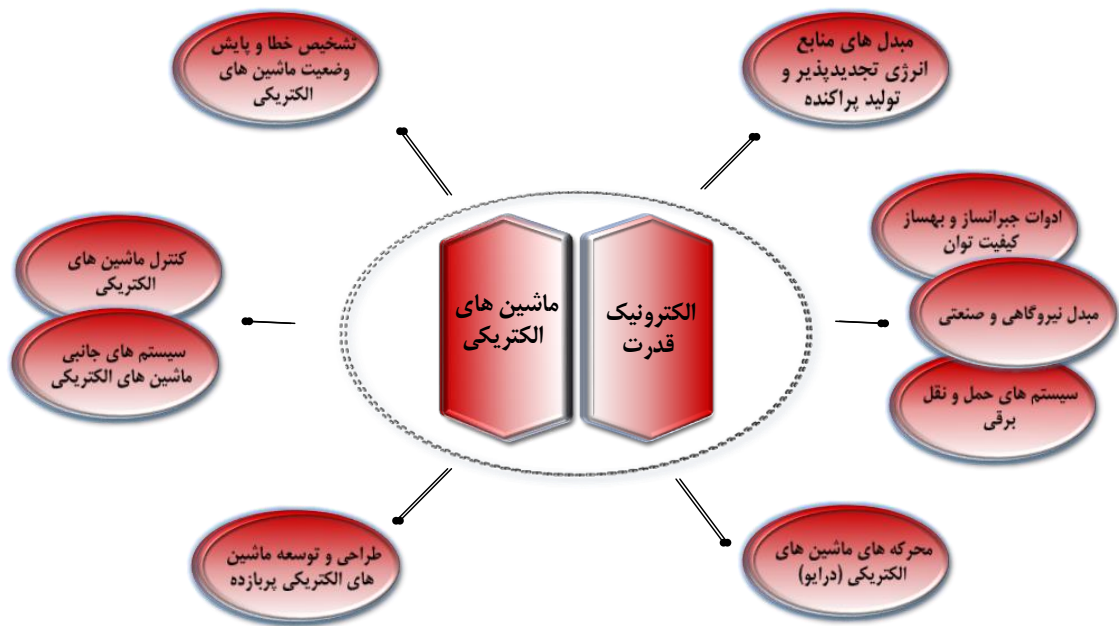 مبدل های منابع
انرژی تجدیدپذیر و
تولید پراکنده
تشخیص خطا و پایش
وضعیت ماشین های
الکتریکی
ادوات جبرانساز و بهساز
کیفیت توان
مبدل نیروگاهی و صنعتی
سیستم های حمل و نقل
برقی
الکترونیک
قدرت
ماشین های
الکتریکی
کنترل ماشین های
الکتریکی
سیستم های جانبی
ماشین های الکتریکی
محرکه های ماشین های
الکتریکی (درایو)
طراحی و توسعه ماشین
های الکتریکی پربازده